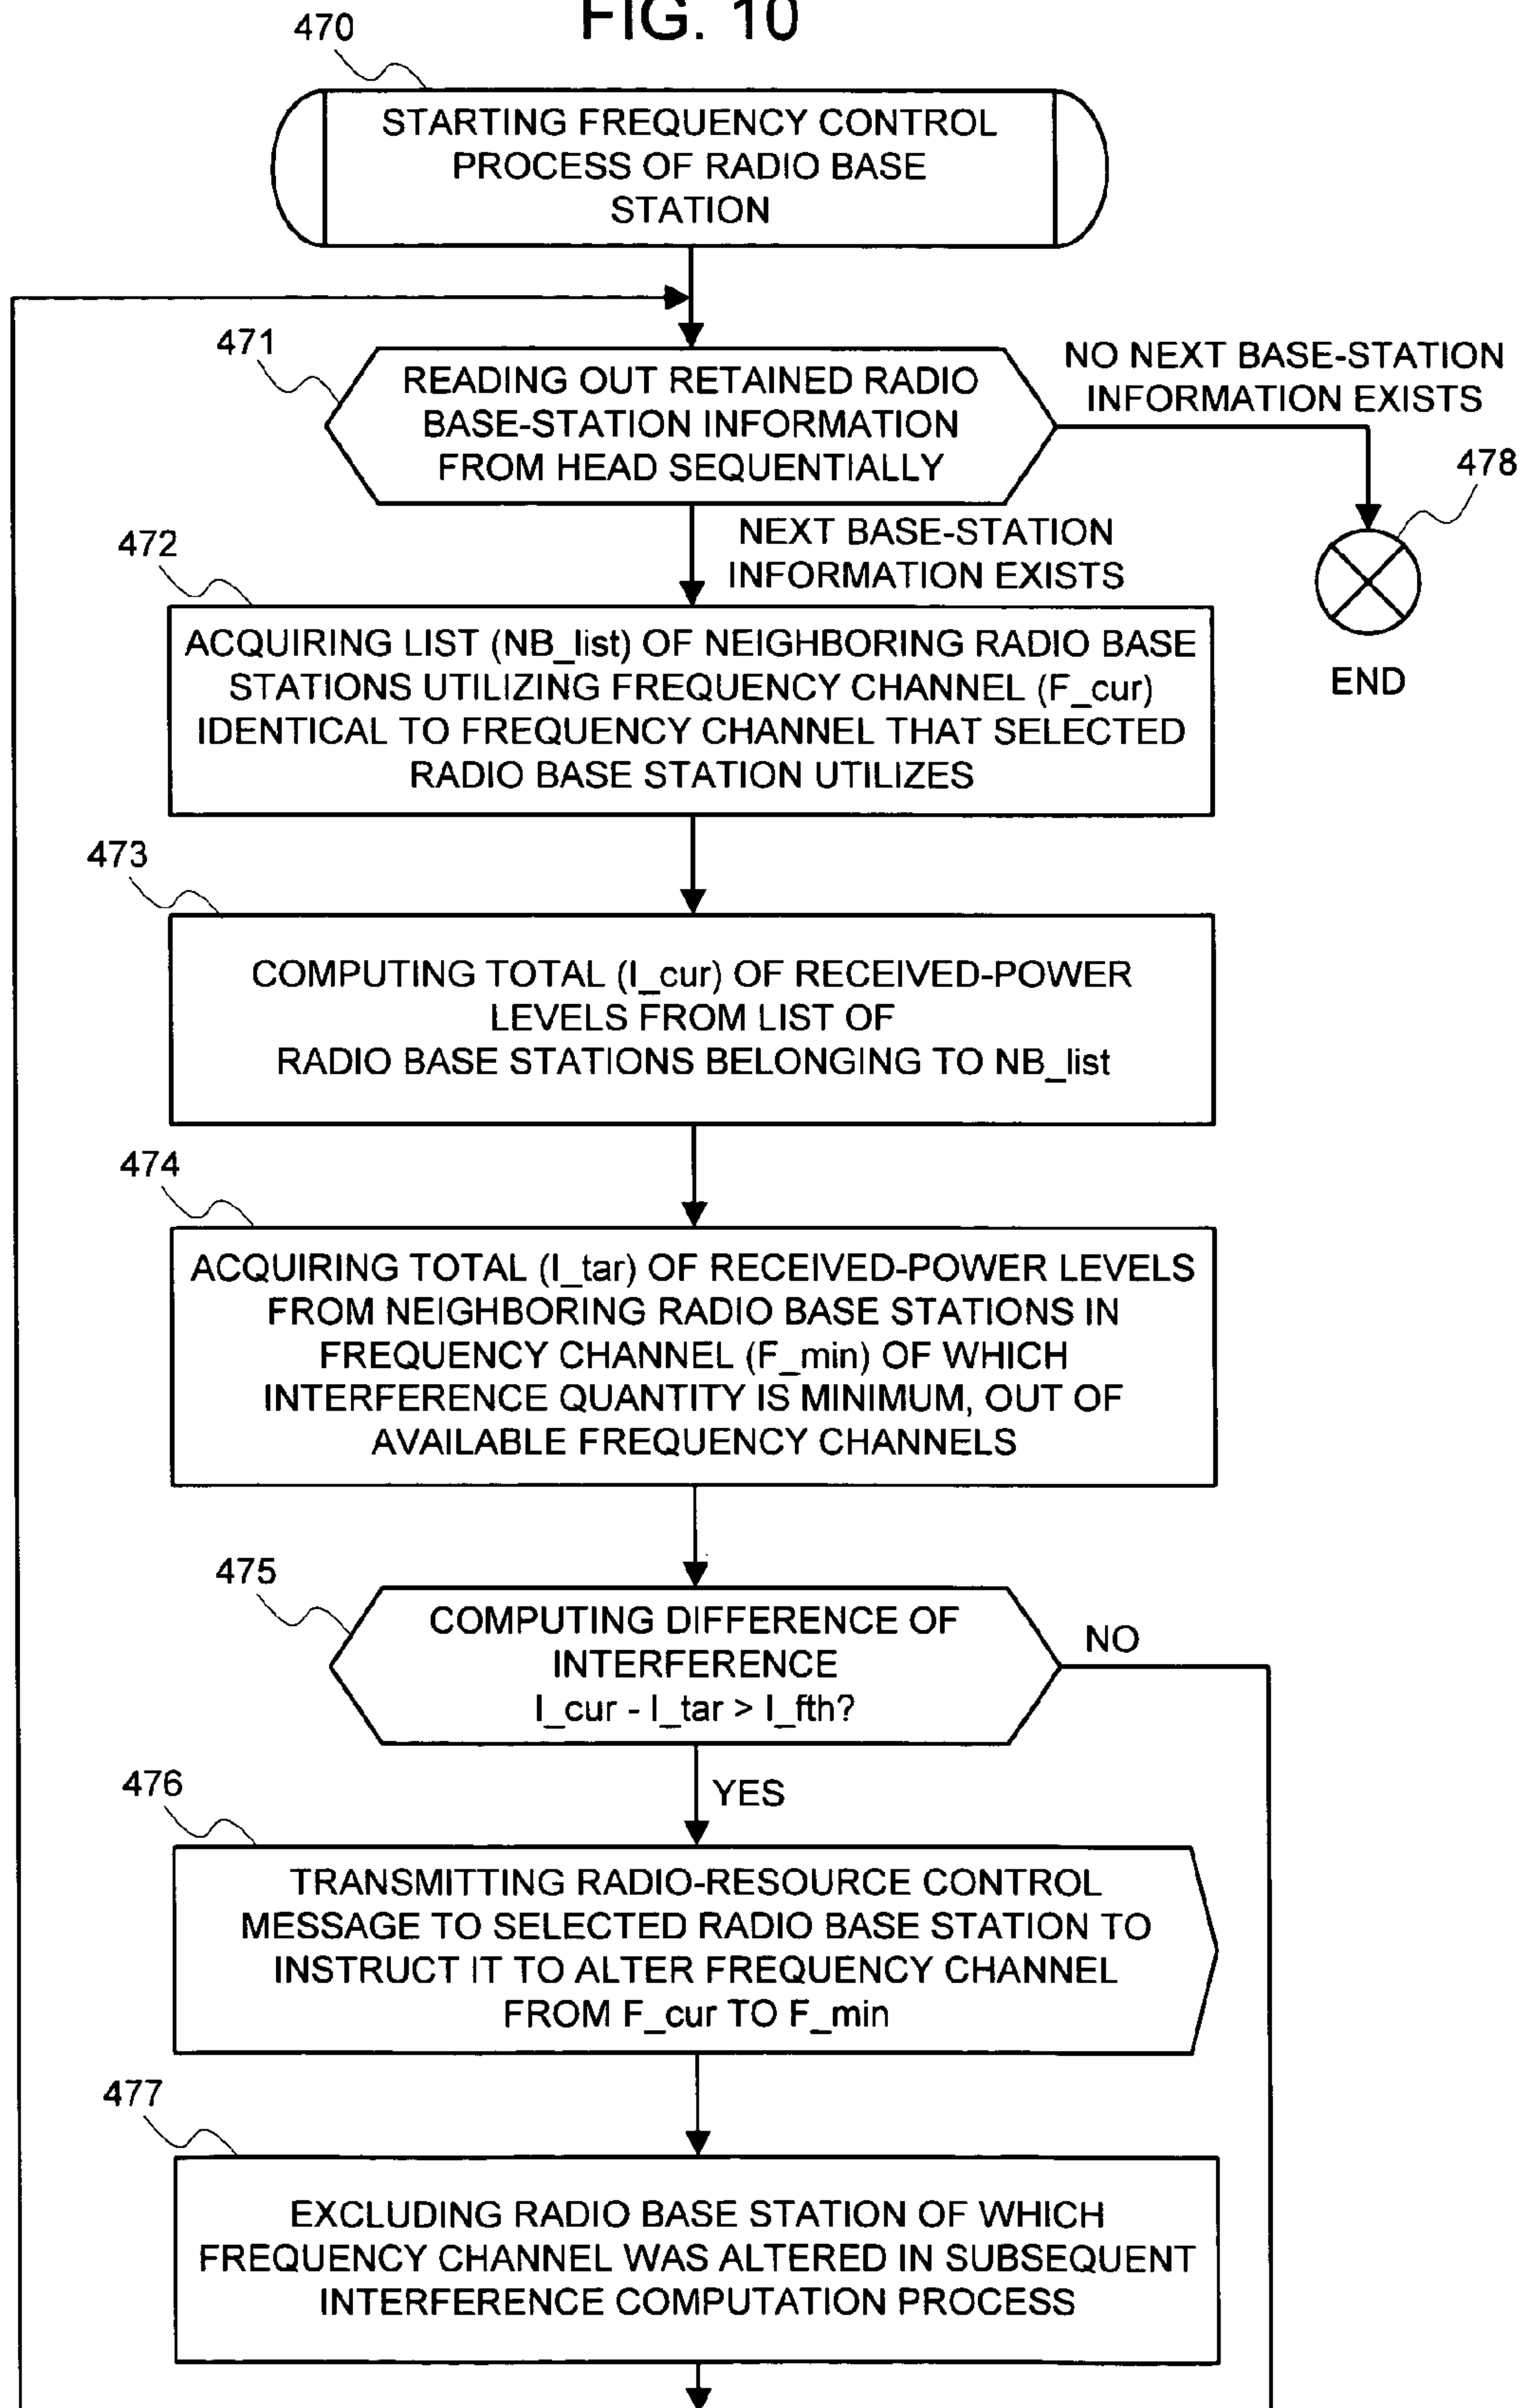 FIG. 10
470
STARTING FREQUENCY CONTROL
PROCESS OF RADIO BASE
STATION
471
READING OUT RETAINED RADIO
BASE-STATION INFORMATION
FROM HEAD SEQUENTIALLY
NO NEXT BASE-STATION
INFORMATION EXISTS
478
END
NEXT BASE-STATION
INFORMATION EXISTS
472
ACQUIRING LIST (NB_list) OF NEIGHBORING RADIO BASE
STATIONS UTILIZING FREQUENCY CHANNEL (F_cur)
IDENTICAL TO FREQUENCY CHANNEL THAT SELECTED
RADIO BASE STATION UTILIZES
473
COMPUTING TOTAL (I_cur) OF RECEIVED-POWER
LEVELS FROM LIST OF
RADIO BASE STATIONS BELONGING TO NB_list
474
ACQUIRING TOTAL (I_tar) OF RECEIVED-POWER LEVELS
FROM NEIGHBORING RADIO BASE STATIONS IN
FREQUENCY CHANNEL (F_min) OF WHICH
INTERFERENCE QUANTITY IS MINIMUM, OUT OF
AVAILABLE FREQUENCY CHANNELS
475
COMPUTING DIFFERENCE OF
INTERFERENCE
I_cur - I_tar > I_fth?
NO
YES
476
TRANSMITTING RADIO-RESOURCE CONTROL
MESSAGE TO SELECTED RADIO BASE STATION TO
INSTRUCT IT TO ALTER FREQUENCY CHANNEL
FROM F_cur TO F_min
477
EXCLUDING RADIO BASE STATION OF WHICH
FREQUENCY CHANNEL WAS ALTERED IN SUBSEQUENT
INTERFERENCE COMPUTATION PROCESS